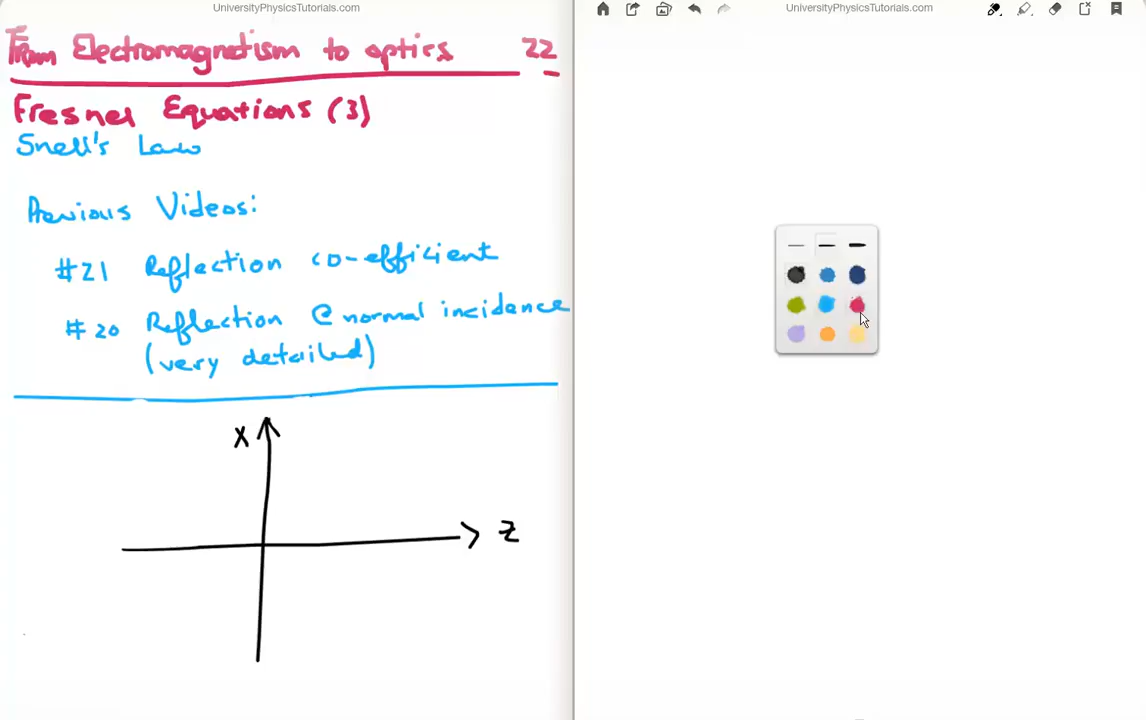 UniversityPhysicsTutorials.com
From Electromagnetism to optics 22
Fresnel Equations (3)
Snell's Law
Previous Videos:
#21 Reflection co-efficient
#20 Reflection @ normal incidence
(very detailed)
X
Z
UniversityPhysicsTutorials.com